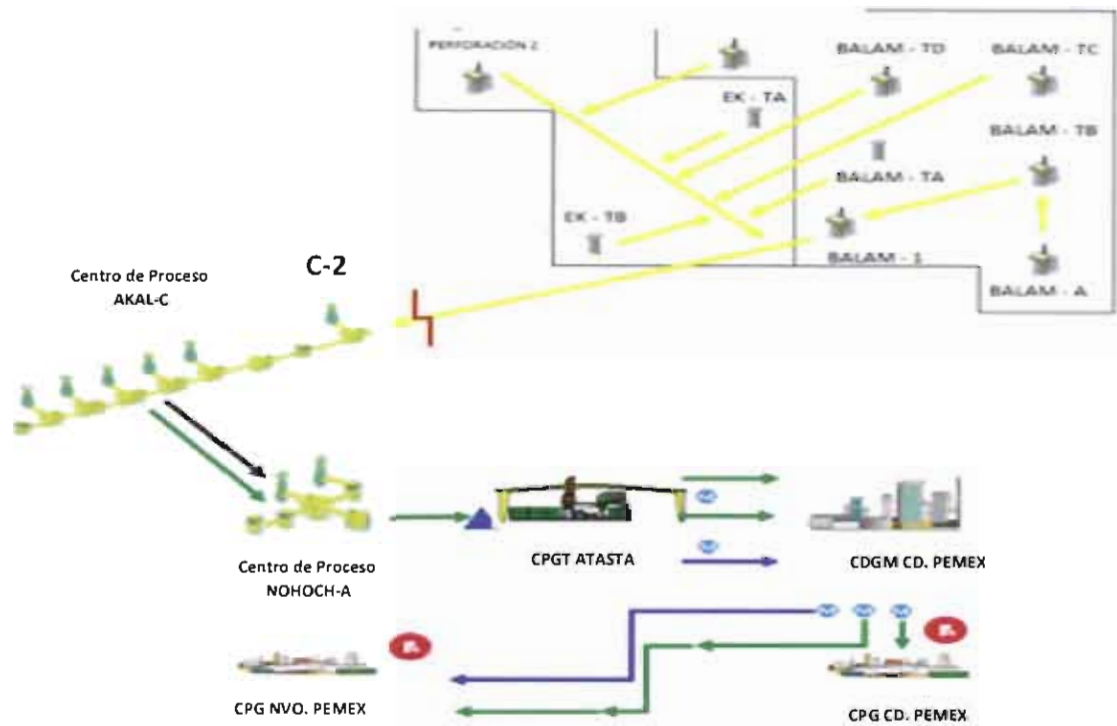 PERFORACIÓN 2
BALAM - TD
BALAM - TC
EK - TA
BALAM - TB
BALAM - TA
EK - TB
BALAM - 1
BALAM - A
C-2
Centro de Proceso
AKAL-C
Centro de Proceso
NOHOCH-A
CPGT ATASTA
CDGM CD. PEMEX
CPG NVO. PEMEX
CPG CD. PEMEX